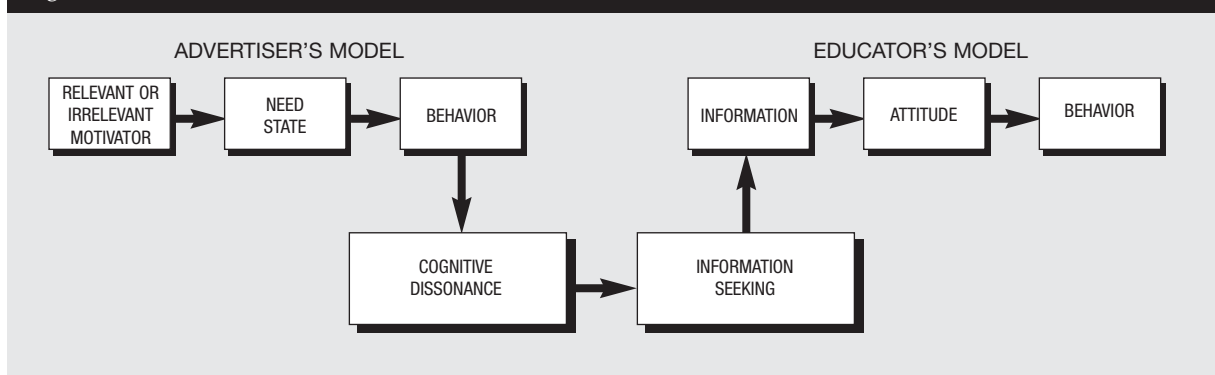 ADVERTISER'S MODEL
RELEVANT OR
IRRELEVANT
MOTIVATOR
NEED
STATE
BEHAVIOR
EDUCATOR'S MODEL
INFORMATION
ATTITUDE
BEHAVIOR
COGNITIVE
DISSONANCE
INFORMATION
SEEKING